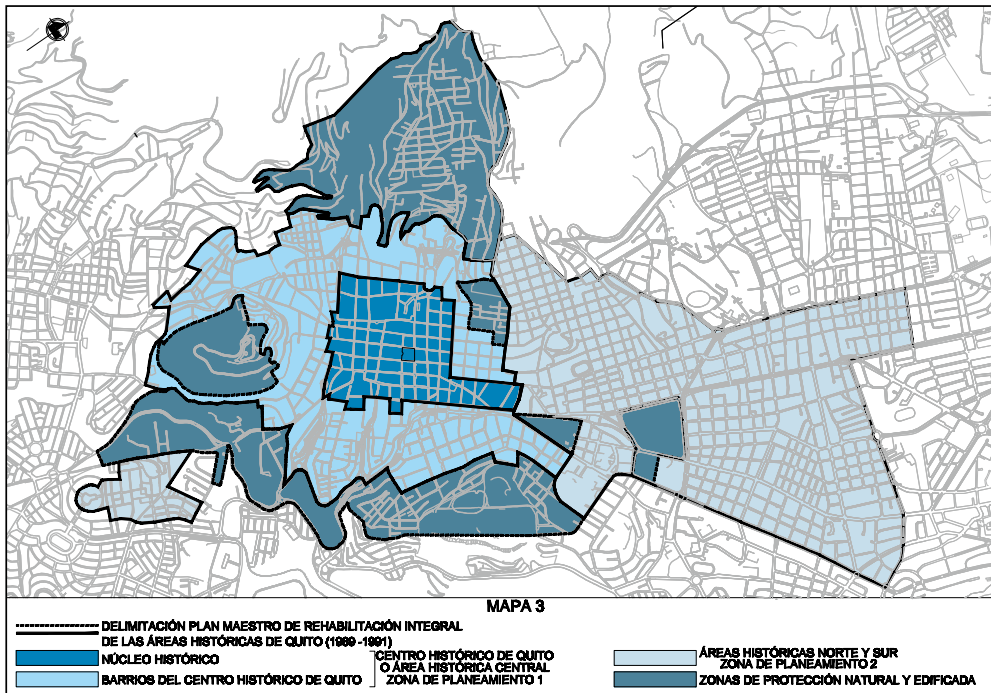 MAPA 3
DELIMITACIÓN PLAN MAESTRO DE REHABILITACIÓN INTEGRAL
DE LAS ÁREAS HISTÓRICAS DE QUITO (1989 -1991)
NÚCLEO HISTÓRICO
BARRIOS DEL CENTRO HISTÓRICO DE QUITO
CENTRO HISTÓRICO DE QUITO
O ÁREA HISTÓRICA CENTRAL
ZONA DE PLANEAMIENTO 1
ÁREAS HISTÓRICAS NORTE Y SUR
ZONA DE PLANEAMIENTO 2
ZONAS DE PROTECCIÓN NATURAL Y EDIFICADA